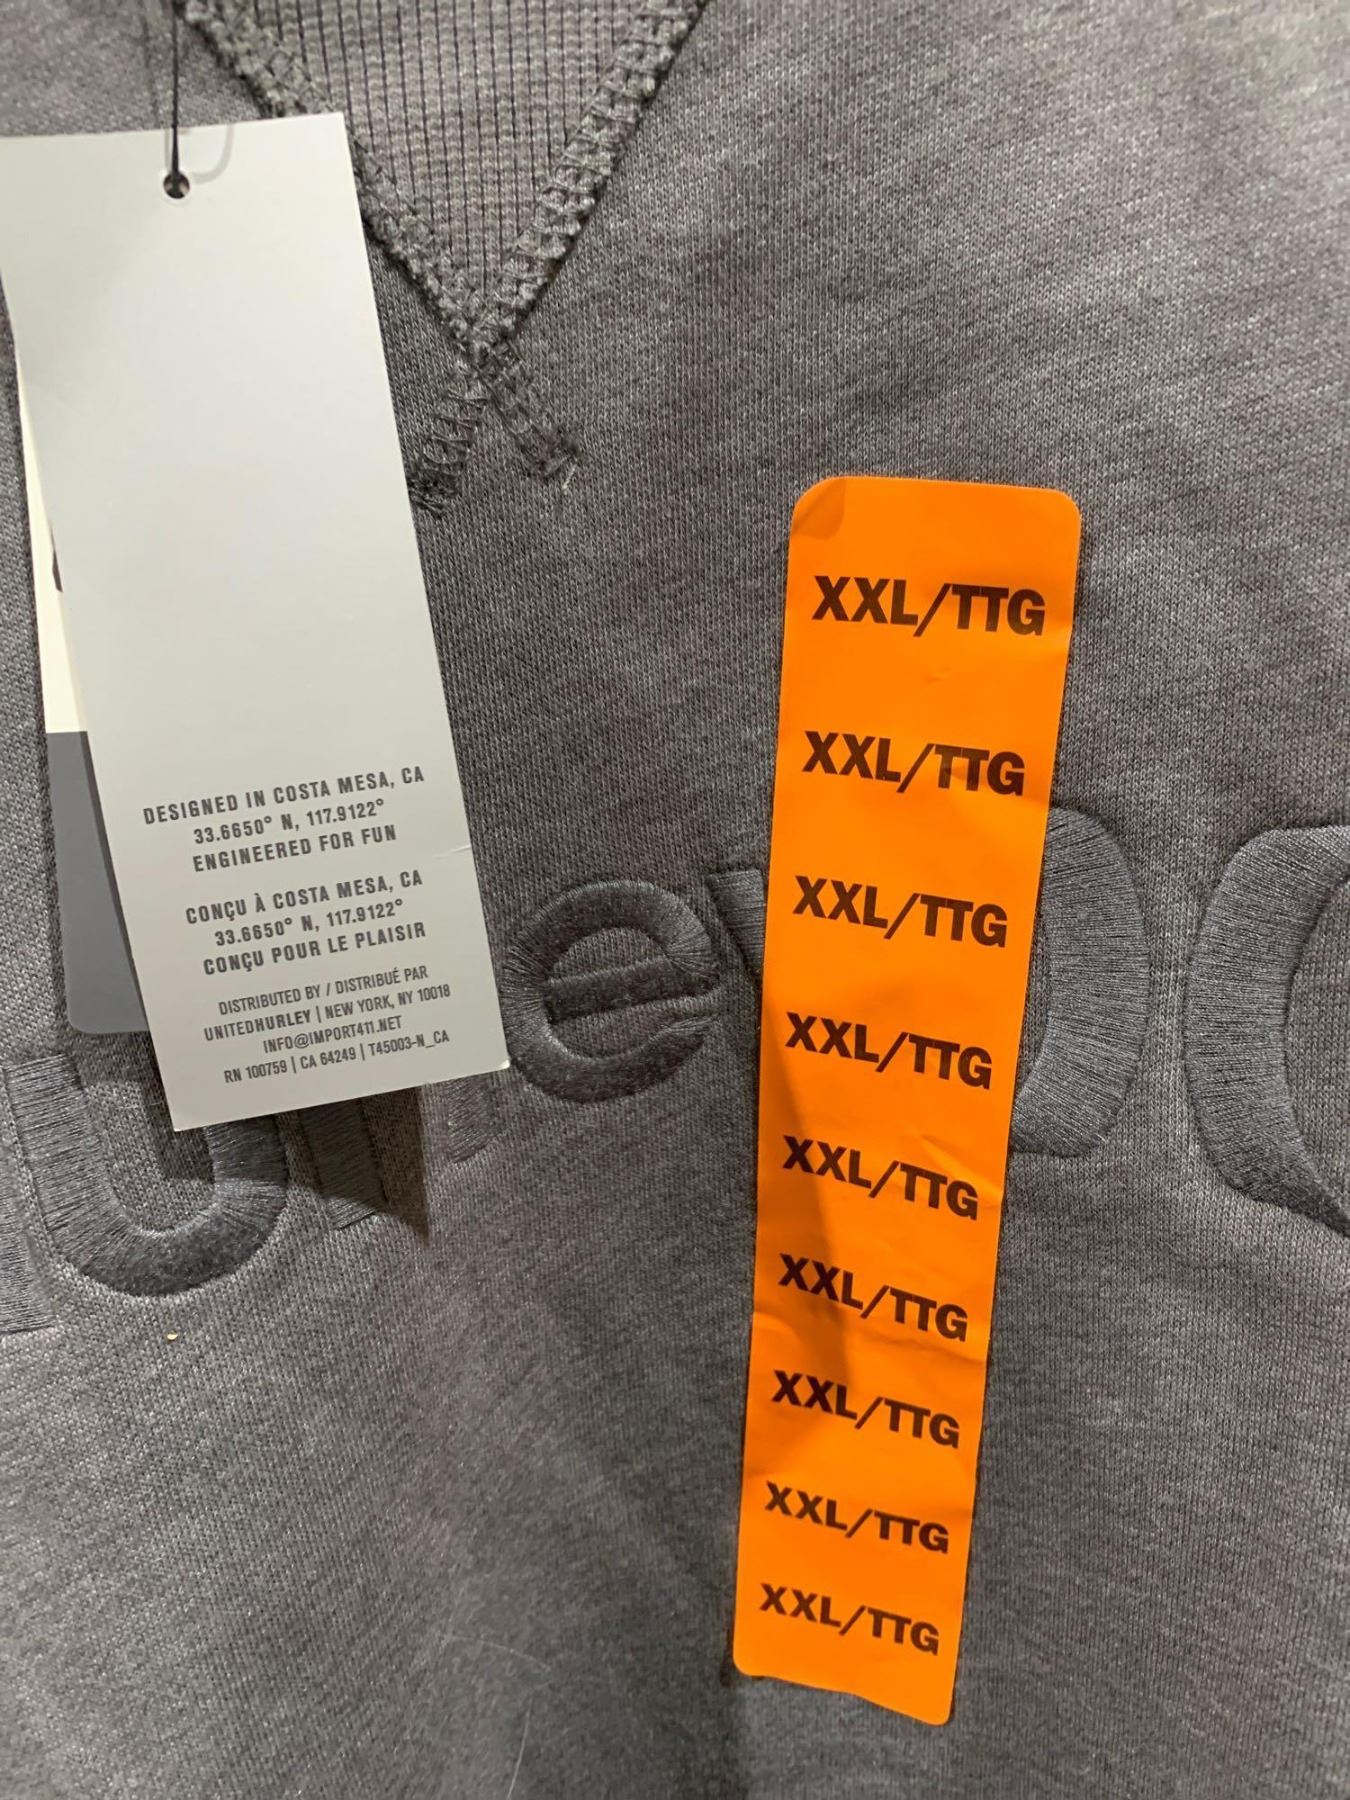 DESIGNED IN COSTA MESA, CA
33.6650° N, 117.9122°
ENGINEERED FOR FUN
CONÇU À COSTA MESA, CA
33.6650° N, 117.9122°
CONÇU POUR LE PLAISIR
DISTRIBUTED BY / DISTRIBUÉ PAR
UNITEDHURLEY | NEW YORK, NY 10018
INFO@IMPORT411.NET
RN 100759 | CA 64249 | T45003-N_CA
XXL/TTG
XXL/TTG
XXL/TTG
XXL/TTG
XXL/TTG
XXL/TTG
XXL/TTG
XXL/TTG
XXL/TTG